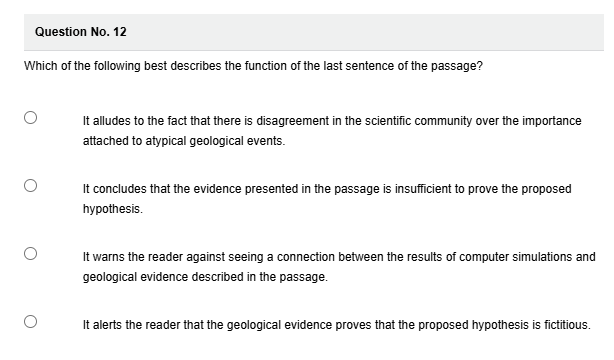 Question No. 12
Which of the following best describes the function of the last sentence of the passage?
It alludes to the fact that there is disagreement in the scientific community over the importance
attached to atypical geological events.
It concludes that the evidence presented in the passage is insufficient to prove the proposed
hypothesis.
It warns the reader against seeing a connection between the results of computer simulations and
geological evidence described in the passage.
It alerts the reader that the geological evidence proves that the proposed hypothesis is fictitious.